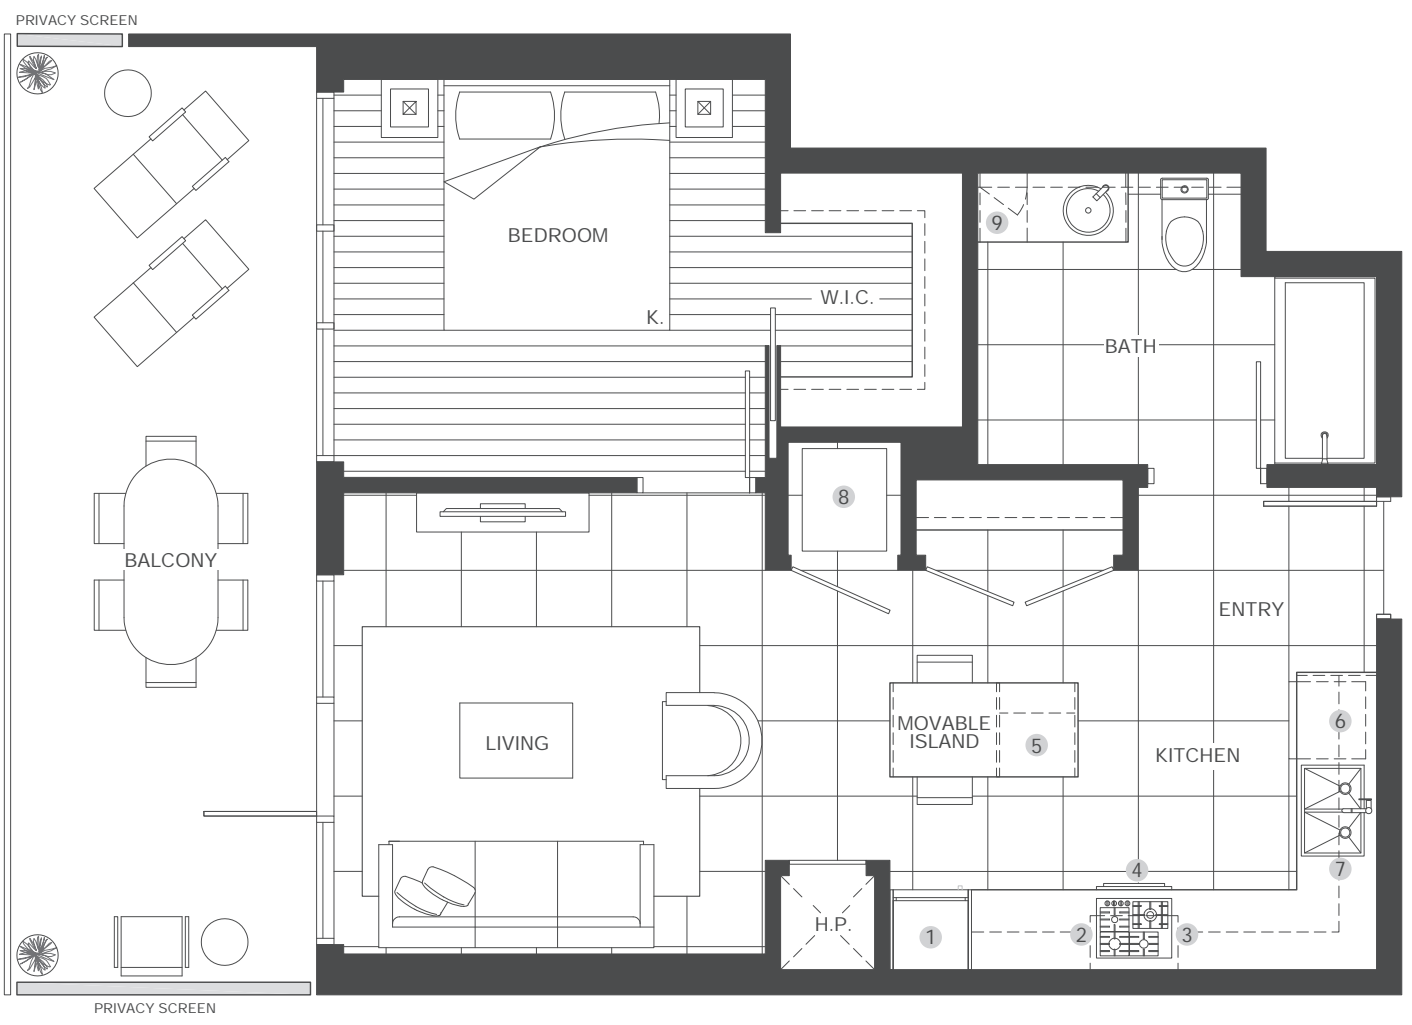 PRIVACY SCREEN
9
BEDROOM
W.I.C.
K.
BATH
8
BALCONY
ENTRY
6
MOVABLE
ISLAND
5
LIVING
KITCHEN
7
4
H.P.
1
2
3
PRIVACY SCREEN